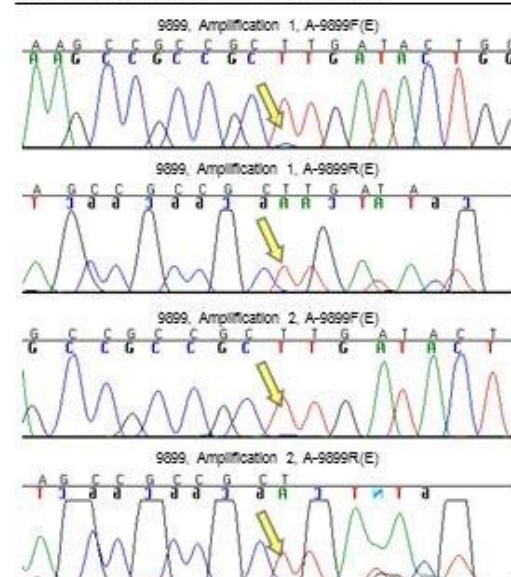 9899, Amplification 1, A-9899F(E)
A A G C C G C C G C T T G A T A C T G
A A G C C G C C G C T T G A T A C T G
9899, Amplification 1, A-9899R(E)
A G C C G C C G C T T G A T A
T C G G C G G C G A A C T A T G C
9899, Amplification 2, A-9899F(E)
G C C G C C G C T T G A T A C T
G C C G C C G C T T G A T A C T
9899, Amplification 2, A-9899R(E)
A G C C G C C G C T
T C G G C G G C G A C T N T G